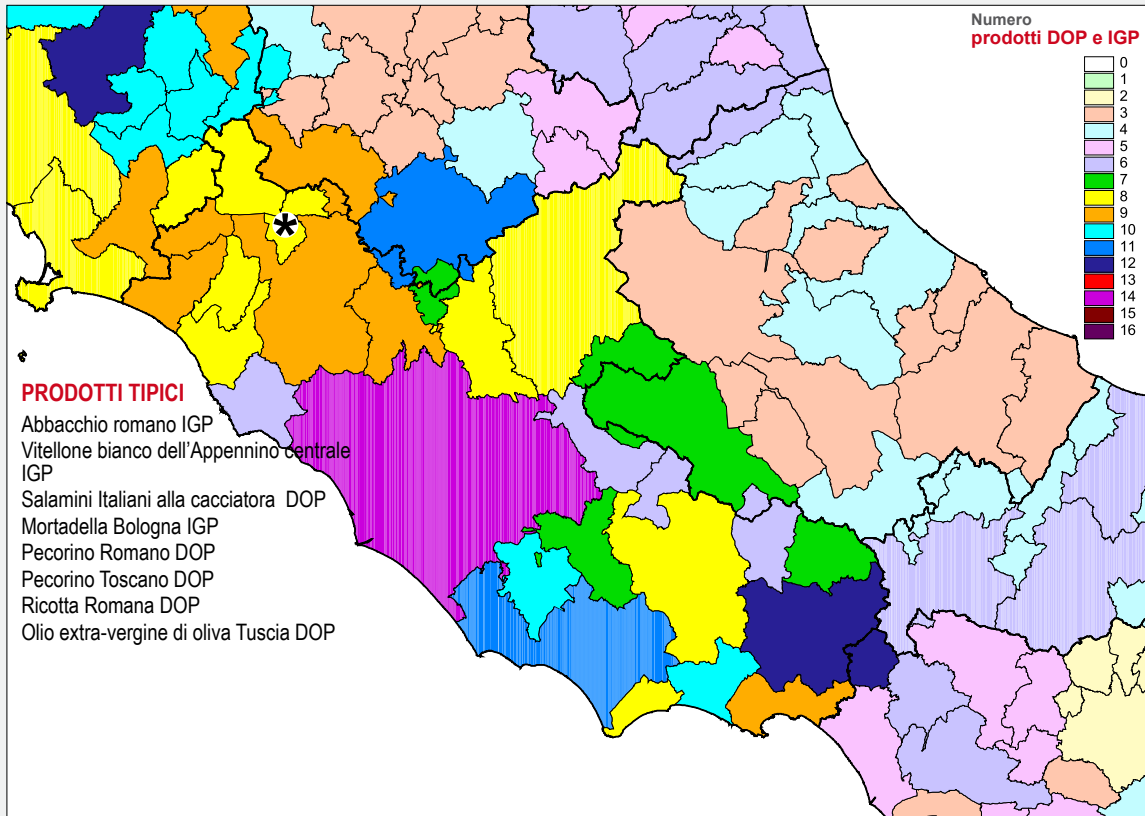 Numero
prodotti DOP e IGP
0
1
2
3
4
5
6
7
8
9
10
11
12
13
14
15
16
*
PRODOTTI TIPICI
Abbacchio romano IGP
Vitellone bianco dell'Appennino centrale
IGP
Salamini Italiani alla cacciatora DOP
Mortadella Bologna IGP
Pecorino Romano DOP
Pecorino Toscano DOP
Ricotta Romana DOP
Olio extra-vergine di oliva Tuscia DOP